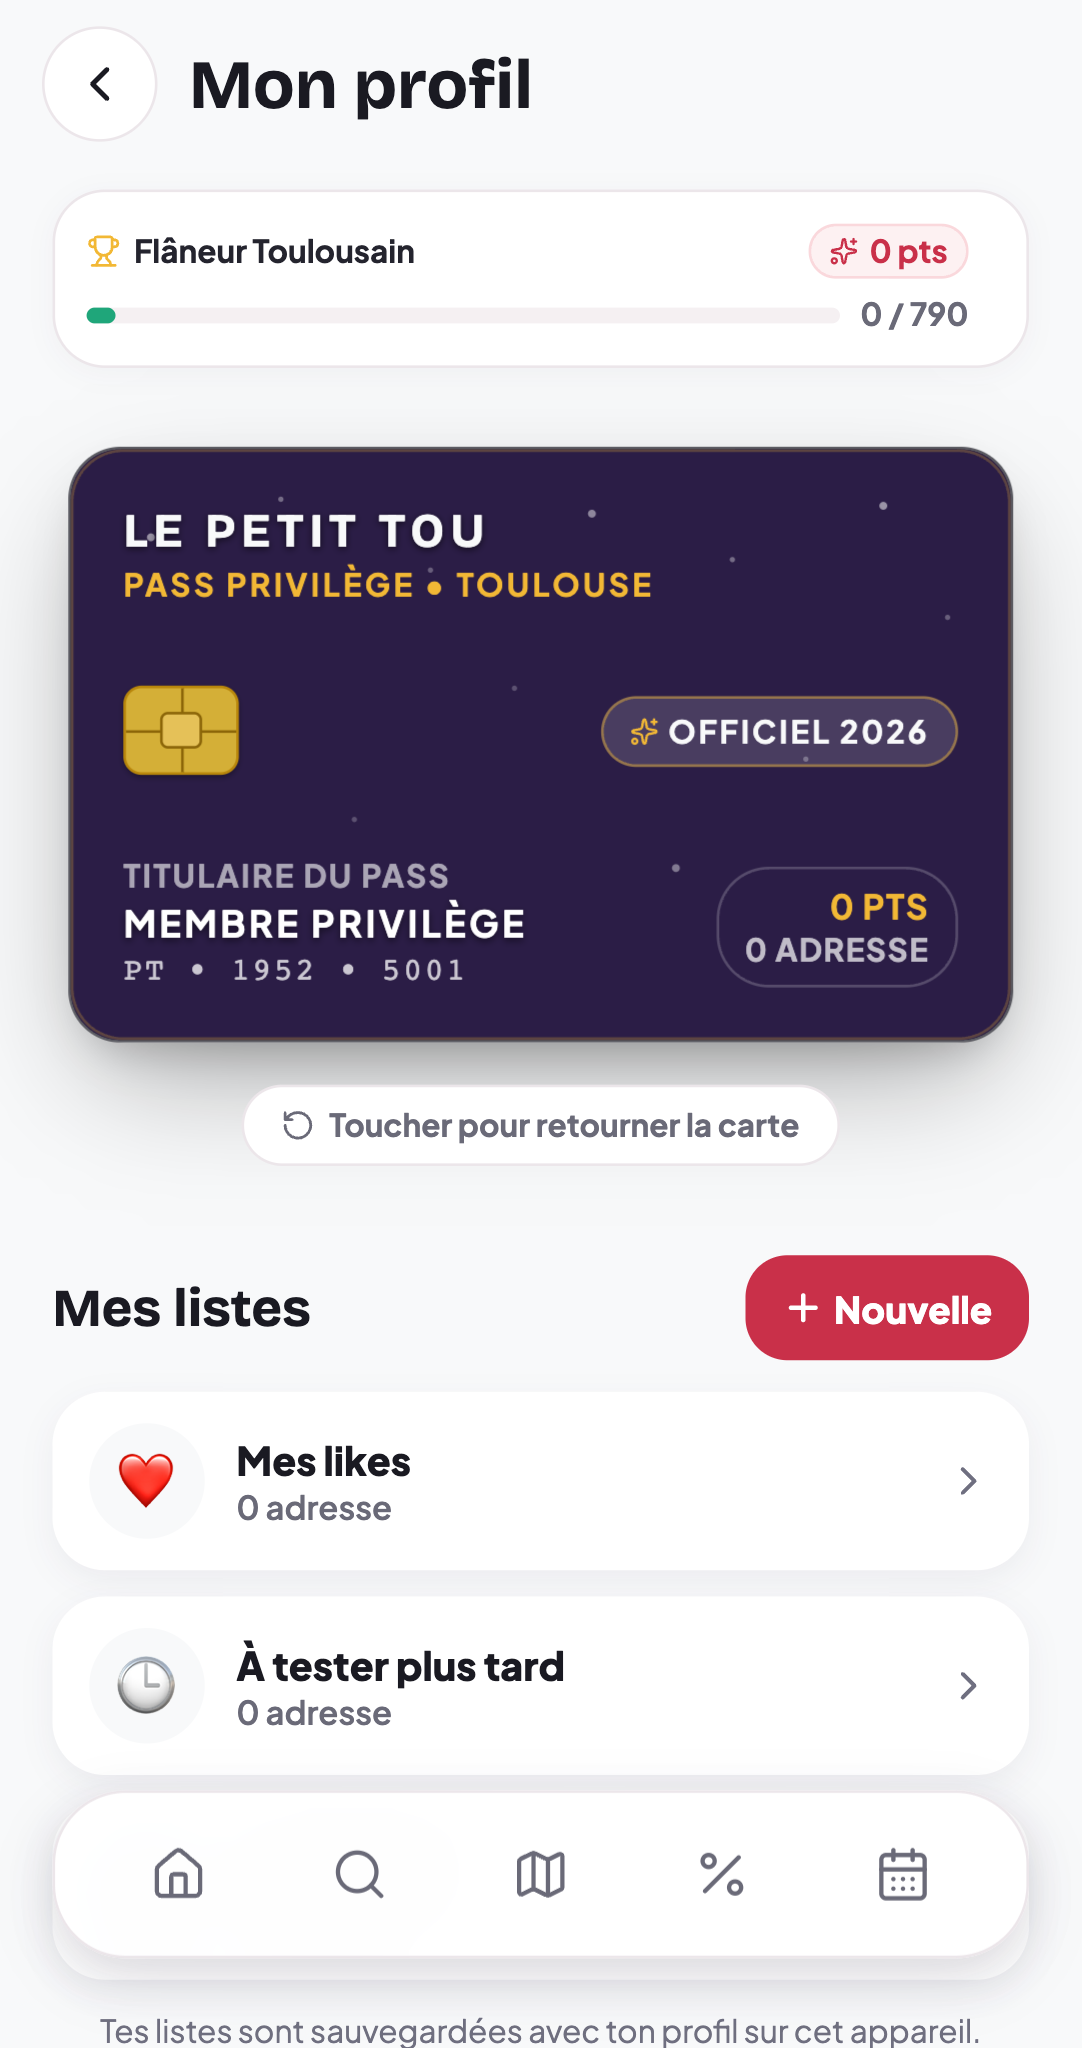 Mon profil
Flâneur Toulousain
0 pts
0 / 790
LE PETIT TOU
PASS PRIVILÈGE • TOULOUSE
OFFICIEL 2026
TITULAIRE DU PASS
MEMBRE PRIVILÈGE
PT • 1952 • 5001
0 PTS
0 ADRESSE
Toucher pour retourner la carte
Mes listes
+ Nouvelle
Mes likes
0 adresse
À tester plus tard
0 adresse
Tes listes sont sauvegardées avec ton profil sur cet appareil.